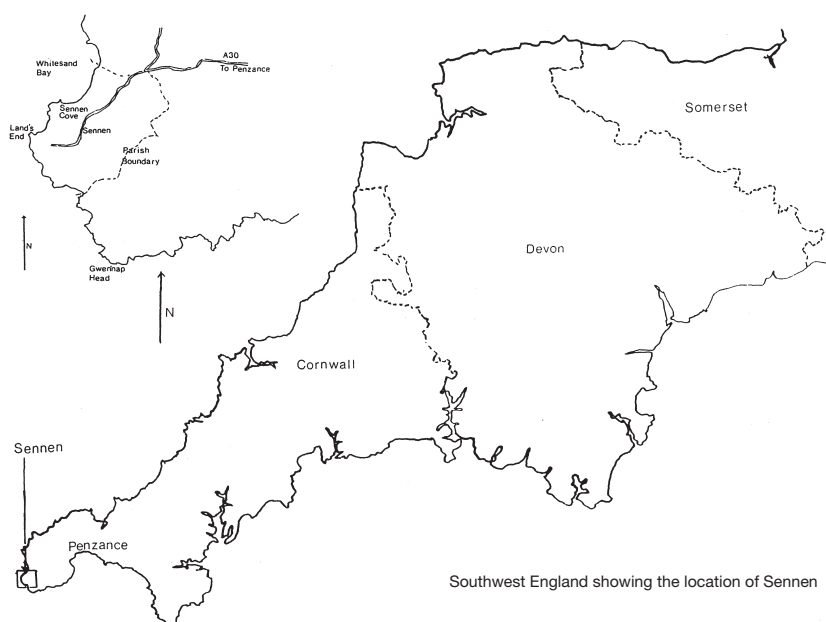 Whitesand
Bay
A30
To Penzance
Sennen
Cove
Land's
End
Sennen
Parish
Boundary
N
Gwennap
Head
N
Somerset
Devon
Cornwall
Sennen
Penzance
Southwest England showing the location of Sennen